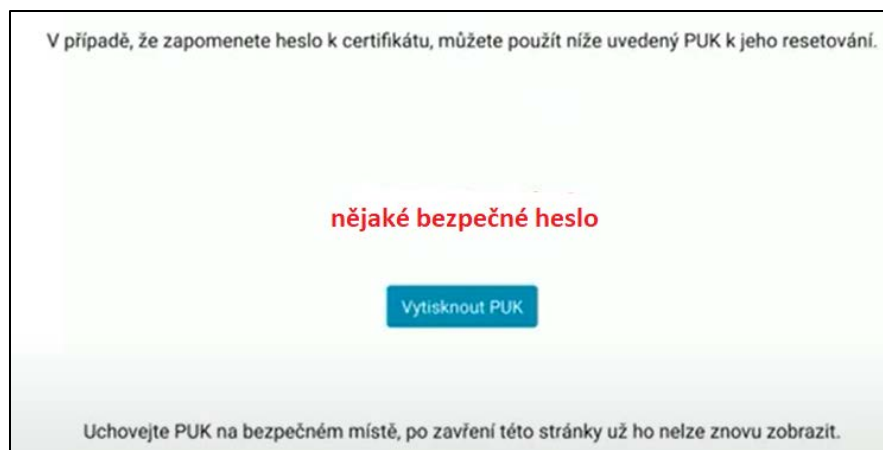 V případě, že zapomenete heslo k certifikátu, můžete použít níže uvedený PUK k jeho resetování.
nějaké bezpečné heslo
Vytisknout PUK
Uchovejte PUK na bezpečném místě, po zavření této stránky už ho nelze znovu zobrazit.